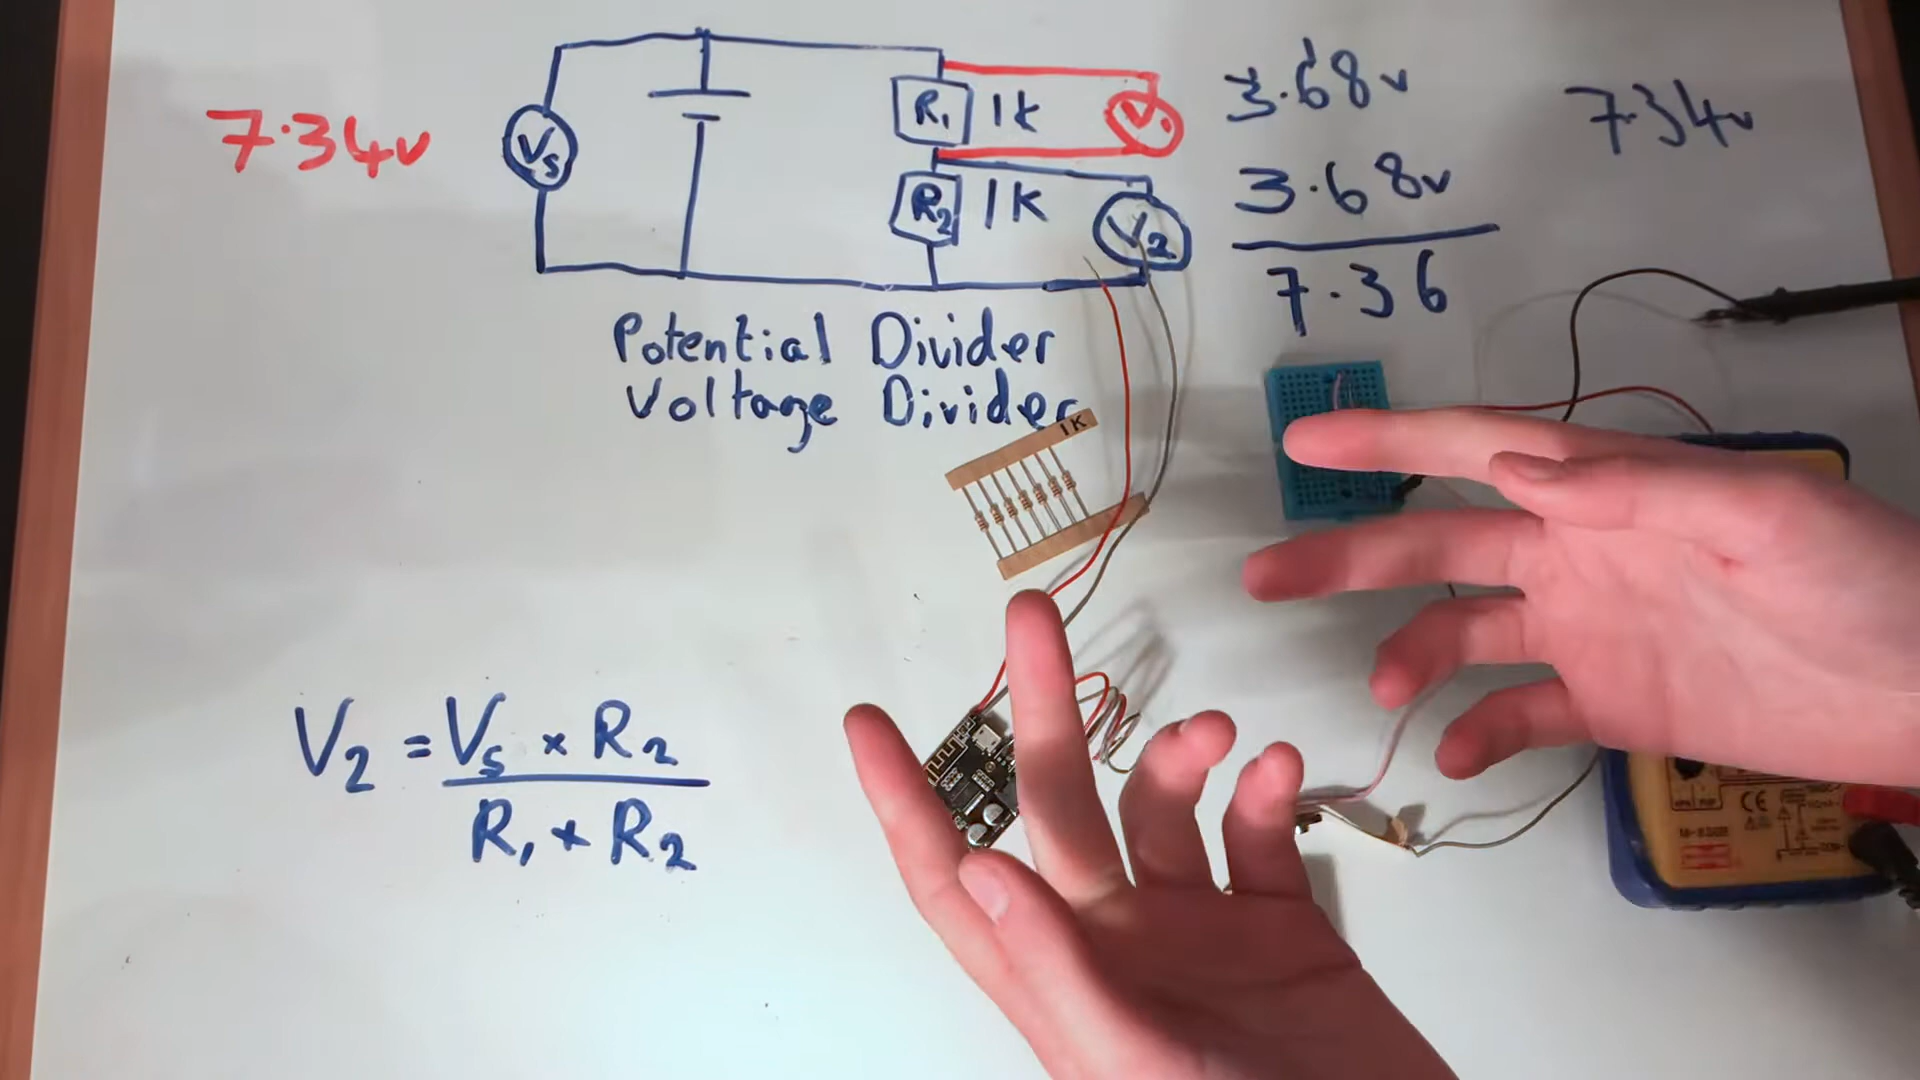 7.34v
Vs
R1 1K
V1
3.68v
7.34v
R2 1K
V2
3.68v
7.36
Potential Divider
Voltage Divider
1K
V2 = Vs × R2
R1 + R2
CE